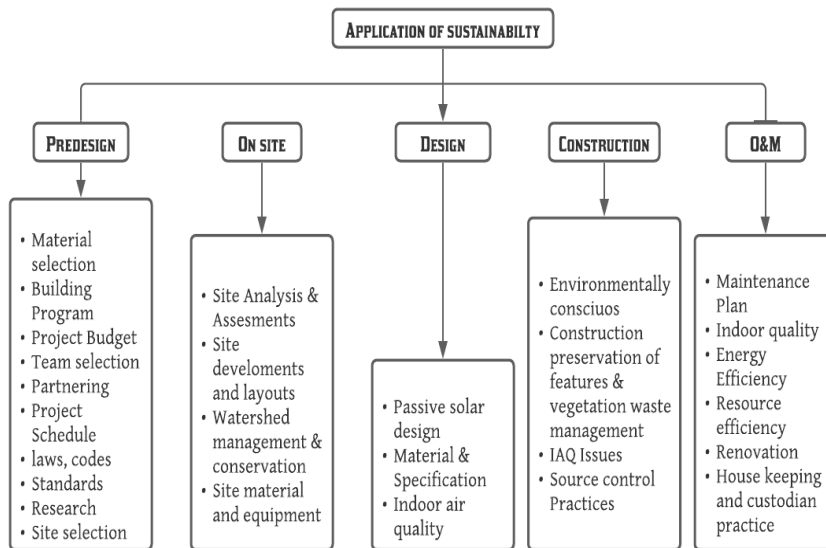 Application of sustainabilty
Predesign
On site
Design
Construction
O&M
• Material
selection
• Building
Program
• Project Budget
• Team selection
• Partnering
• Project
Schedule
• laws, codes
• Standards
• Research
• Site selection
• Site Analysis &
Assesments
• Site
develoments
and layouts
• Watershed
management &
conservation
• Site material
and equipment
• Passive solar
design
• Material &
Specification
• Indoor air
quality
• Environmentally
consciuos
• Construction
preservation of
features &
vegetation waste
management
• IAQ Issues
• Source control
Practices
• Maintenance
Plan
• Indoor quality
• Energy
Efficiency
• Resource
efficiency
• Renovation
• House keeping
and custodian
practice